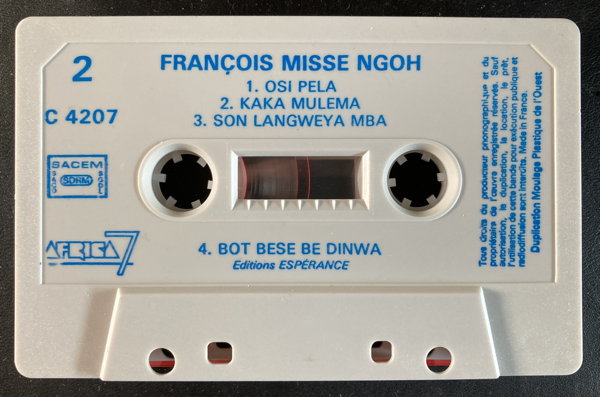 2
FRANÇOIS MISSE NGOH
1. OSI PELA
2. KAKA MULEMA
3. SON LANGWEYA MBA
C 4207
SACEM
SDRM
SACD
SGDL
AFRICA 7
4. BOT BESE BE DINWA
Editions ESPÉRANCE
Tous droits du producteur phonographique et du
propriétaire de l'œuvre enregistrée réservés. Sauf
autorisation, la duplication, la location, le prêt,
l'utilisation de cette bande pour exécution publique et
radiodiffusion sont interdits. Made in France.
Duplication Moulage Plastique de l'Ouest